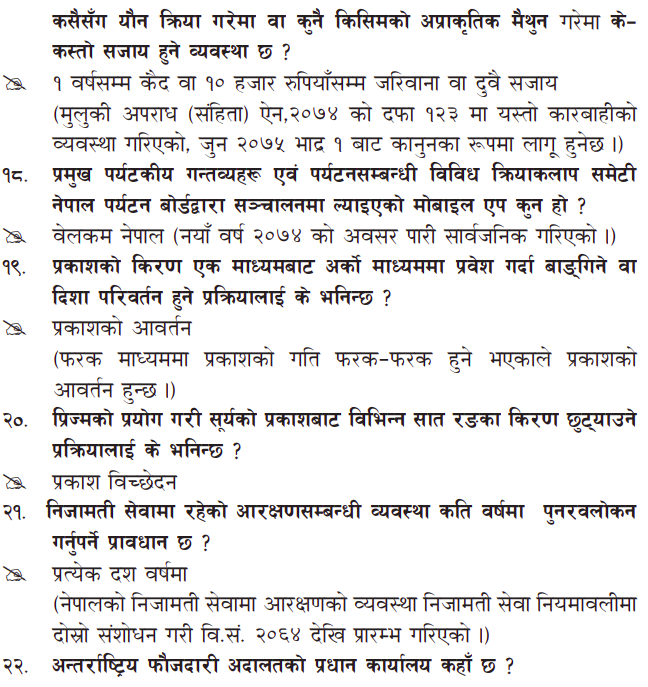 कसैसँग यौन क्रिया गरेमा वा कुनै किसिमको अप्राकृतिक मैथुन गरेमा के-
कस्तो सजाय हुने व्यवस्था छ ?
१ वर्षसम्म कैद वा १० हजार रुपियाँसम्म जरिवाना वा दुवै सजाय
(मुलुकी अपराध (संहिता) ऐन,२०७४ को दफा १२३ मा यस्तो कारबाहीको
व्यवस्था गरिएको, जुन २०७५ भाद्र १ बाट कानुनका रूपमा लागू हुनेछ ।)
१८. प्रमुख पर्यटकीय गन्तव्यहरू एवं पर्यटनसम्बन्धी विविध क्रियाकलाप समेटी
नेपाल पर्यटन बोर्डद्वारा सञ्चालनमा ल्याइएको मोबाइल एप कुन हो ?
वेलकम नेपाल (नयाँ वर्ष २०७४ को अवसर पारी सार्वजनिक गरिएको ।)
१९. प्रकाशको किरण एक माध्यमबाट अर्को माध्यममा प्रवेश गर्दा बाङ्गिने वा
दिशा परिवर्तन हुने प्रक्रियालाई के भनिन्छ ?
प्रकाशको आवर्तन
(फरक माध्यममा प्रकाशको गति फरक-फरक हुने भएकाले प्रकाशको
आवर्तन हुन्छ ।)
२०. प्रिज्मको प्रयोग गरी सूर्यको प्रकाशबाट विभिन्न सात रङका किरण छुट्याउने
प्रक्रियालाई के भनिन्छ ?
प्रकाश विच्छेदन
२१. निजामती सेवामा रहेको आरक्षणसम्बन्धी व्यवस्था कति वर्षमा पुनरवलोकन
गर्नुपर्ने प्रावधान छ ?
प्रत्येक दश वर्षमा
(नेपालको निजामती सेवामा आरक्षणको व्यवस्था निजामती सेवा नियमावलीमा
दोस्रो संशोधन गरी वि.सं. २०६४ देखि प्रारम्भ गरिएको ।)
२२. अन्तर्राष्ट्रिय फौजदारी अदालतको प्रधान कार्यालय कहाँ छ ?